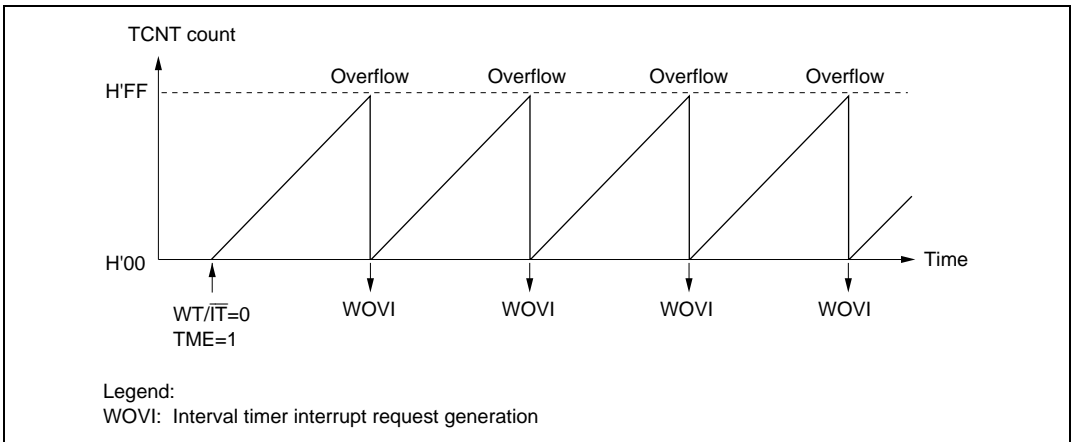 TCNT count
Overflow Overflow Overflow Overflow
H'FF
H'00
Time
WT/I̅T̅=0
TME=1
WOVI WOVI WOVI WOVI
Legend:
WOVI: Interval timer interrupt request generation